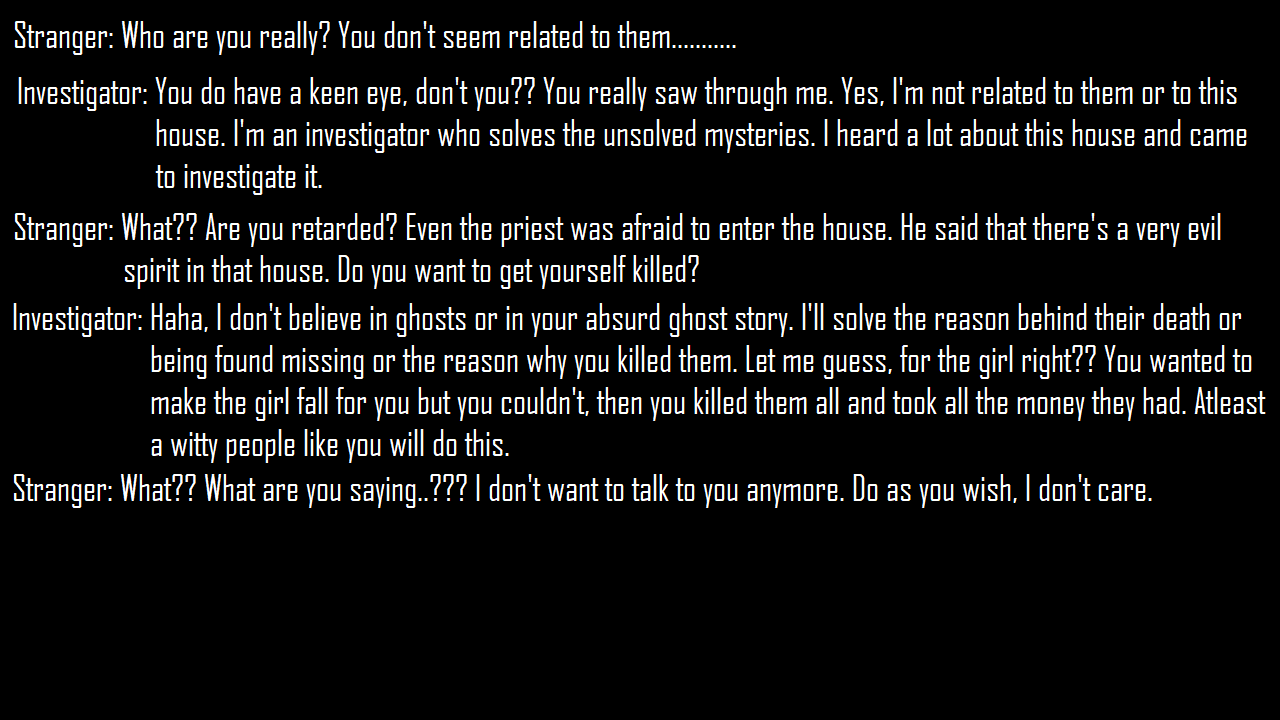 Stranger: Who are you really? You don't seem related to them...........
Investigator: You do have a keen eye, don't you?? You really saw through me. Yes, I'm not related to them or to this
house. I'm an investigator who solves the unsolved mysteries. I heard a lot about this house and came
to investigate it.
Stranger: What?? Are you retarded? Even the priest was afraid to enter the house. He said that there's a very evil
spirit in that house. Do you want to get yourself killed?
Investigator: Haha, I don't believe in ghosts or in your absurd ghost story. I'll solve the reason behind their death or
being found missing or the reason why you killed them. Let me guess, for the girl right?? You wanted to
make the girl fall for you but you couldn't, then you killed them all and took all the money they had. Atleast
a witty people like you will do this.
Stranger: What?? What are you saying..??? I don't want to talk to you anymore. Do as you wish, I don't care.